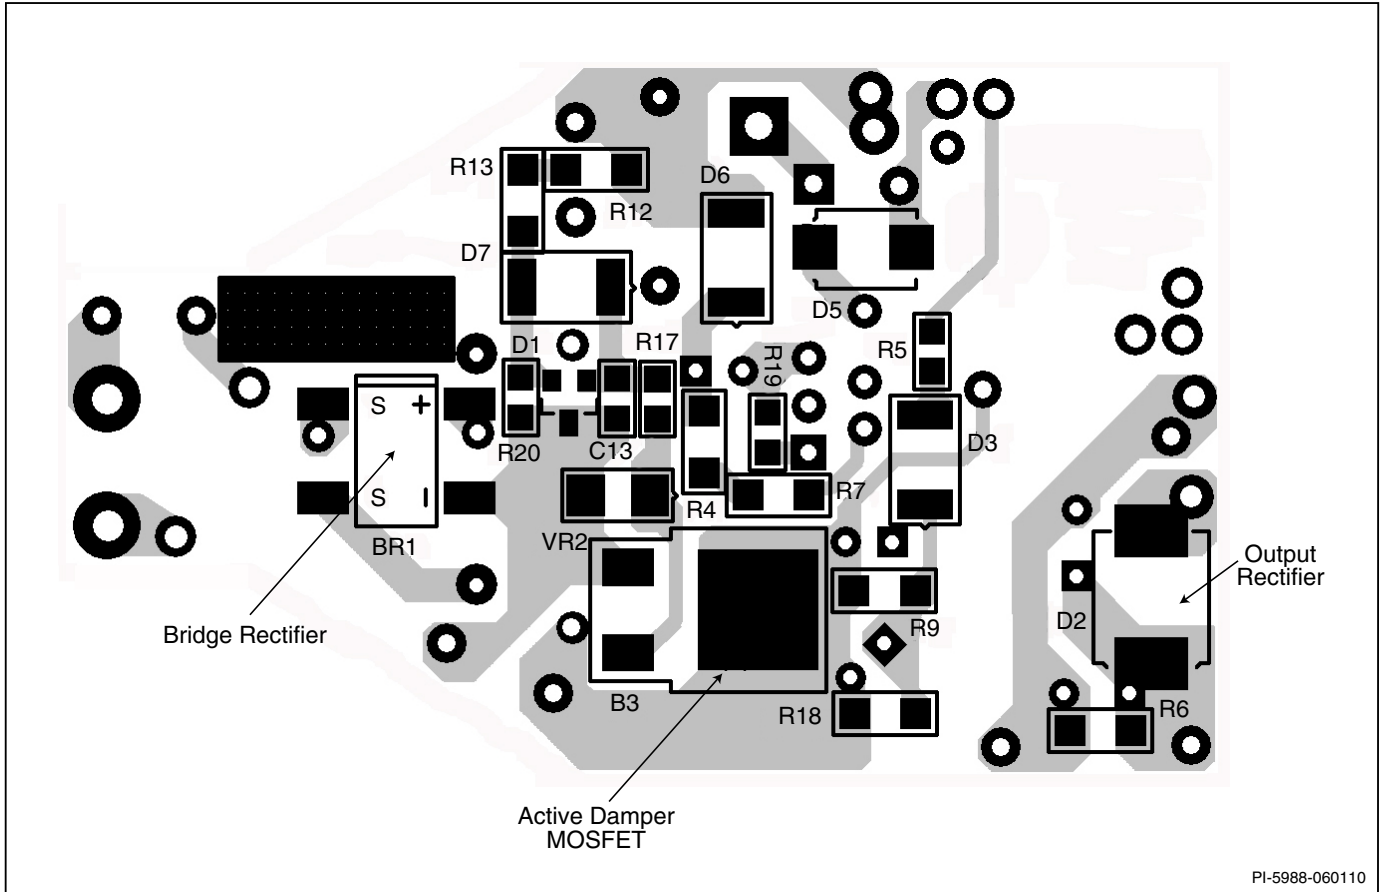 R13
R12
D6
D7
D5
D1
R17
R19
R5
S +
D3
R20
C13
S –
R4
R7
BR1
VR2
Output
Rectifier
D2
R9
Bridge Rectifier
B3
R18
R6
Active Damper
MOSFET
PI-5988-060110